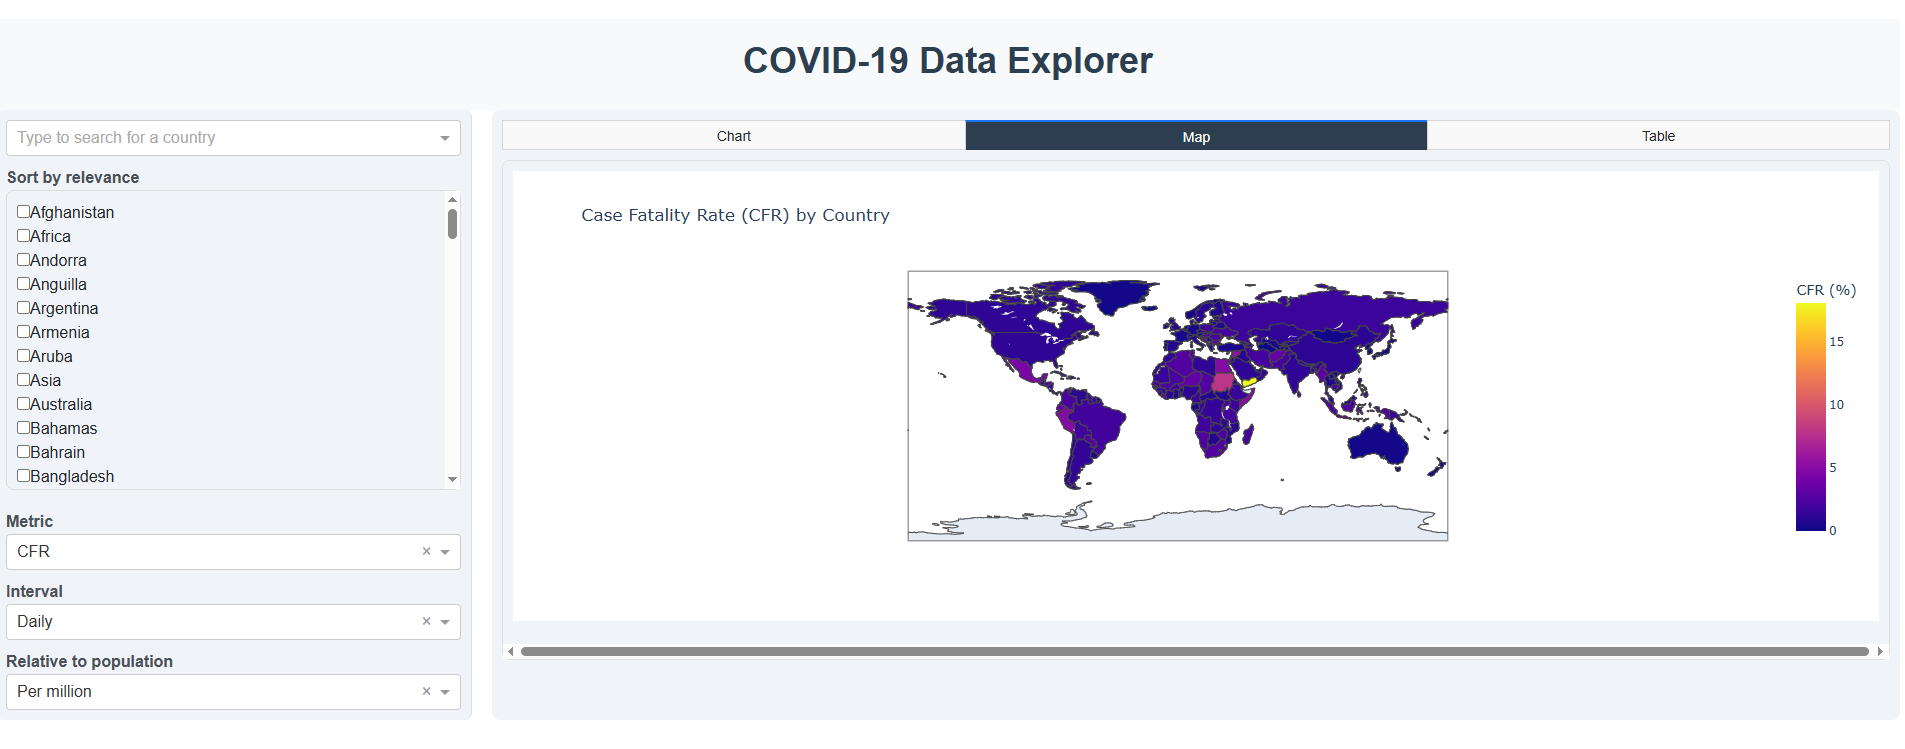 COVID-19 Data Explorer
Type to search for a country
Sort by relevance
Afghanistan
Africa
Andorra
Anguilla
Argentina
Armenia
Aruba
Asia
Australia
Bahamas
Bahrain
Bangladesh
Metric
CFR
Interval
Daily
Relative to population
Per million
Chart
Map
Table
Case Fatality Rate (CFR) by Country
CFR (%)
15
10
5
0